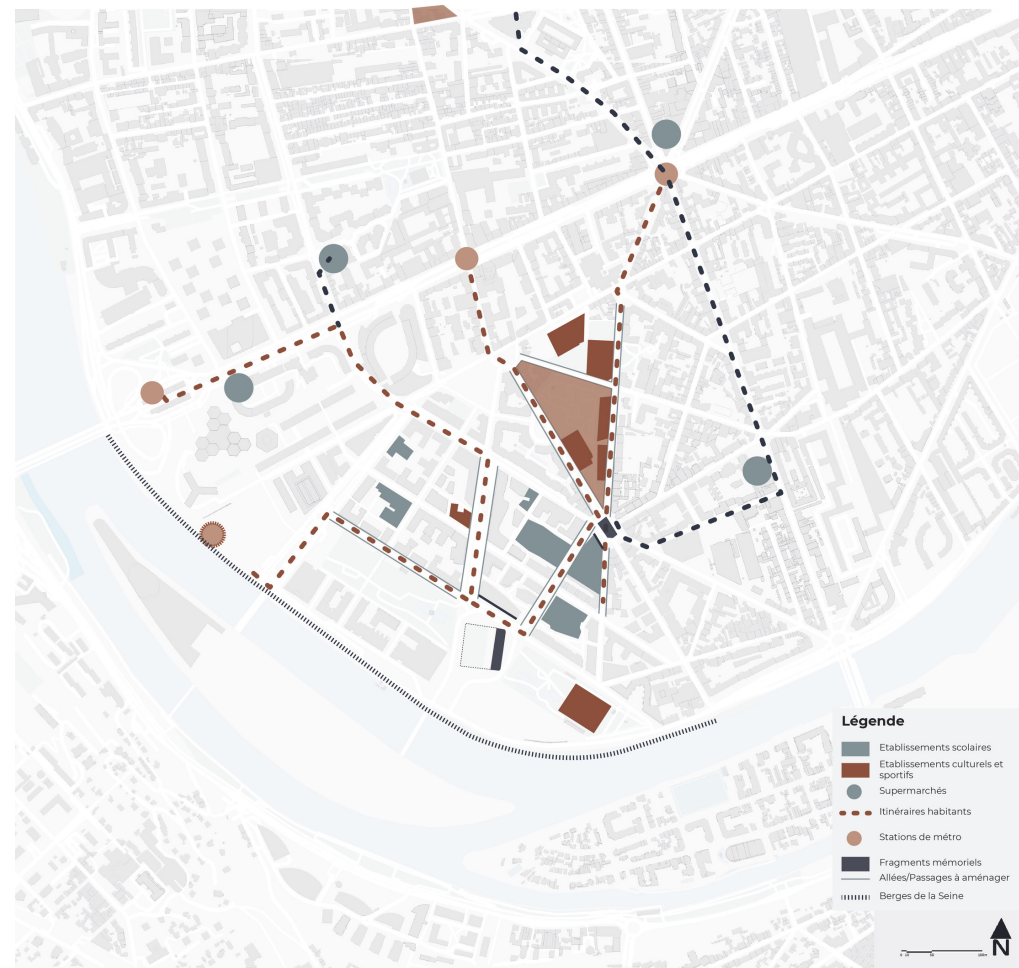 Légende
Etablissements scolaires
Etablissements culturels et
sportifs
Supermarchés
Itinéraires habitants
Stations de métro
Fragments mémoriels
Allées/Passages à aménager
Berges de la Seine
N